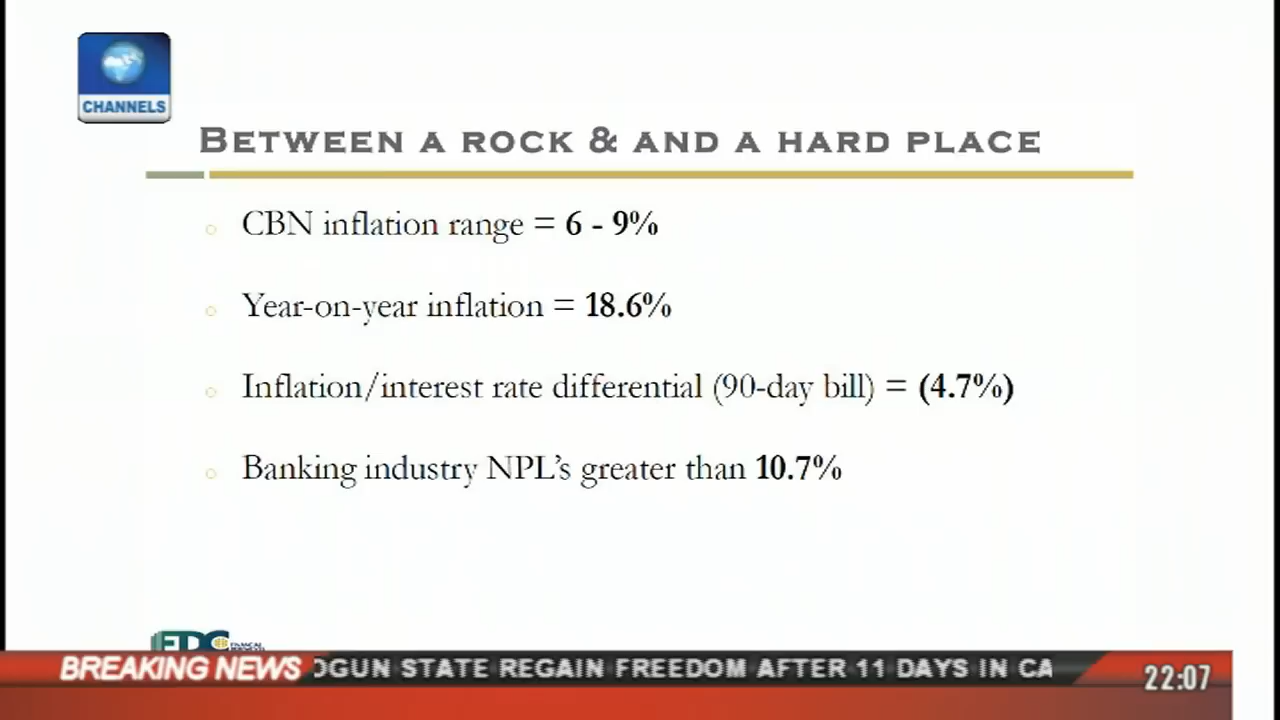 CHANNELS
BETWEEN A ROCK & AND A HARD PLACE
CBN inflation range = 6 - 9%
Year-on-year inflation = 18.6%
Inflation/interest rate differential (90-day bill) = (4.7%)
Banking industry NPL's greater than 10.7%
BREAKING NEWS OGUN STATE REGAIN FREEDOM AFTER 11 DAYS IN CA
22:07